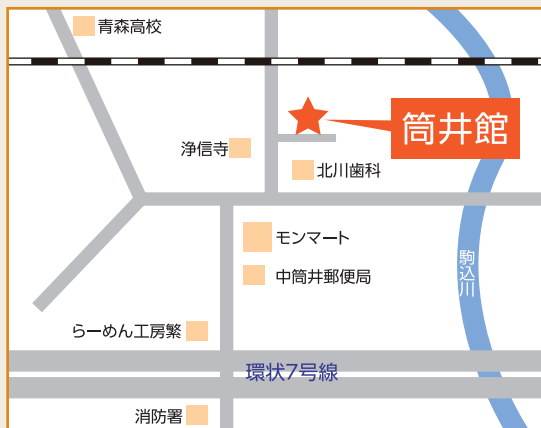 青森高校
筒井館
浄信寺
北川歯科
モンマート
駒込川
中筒井郵便局
らーめん工房繁
環状7号線
消防署